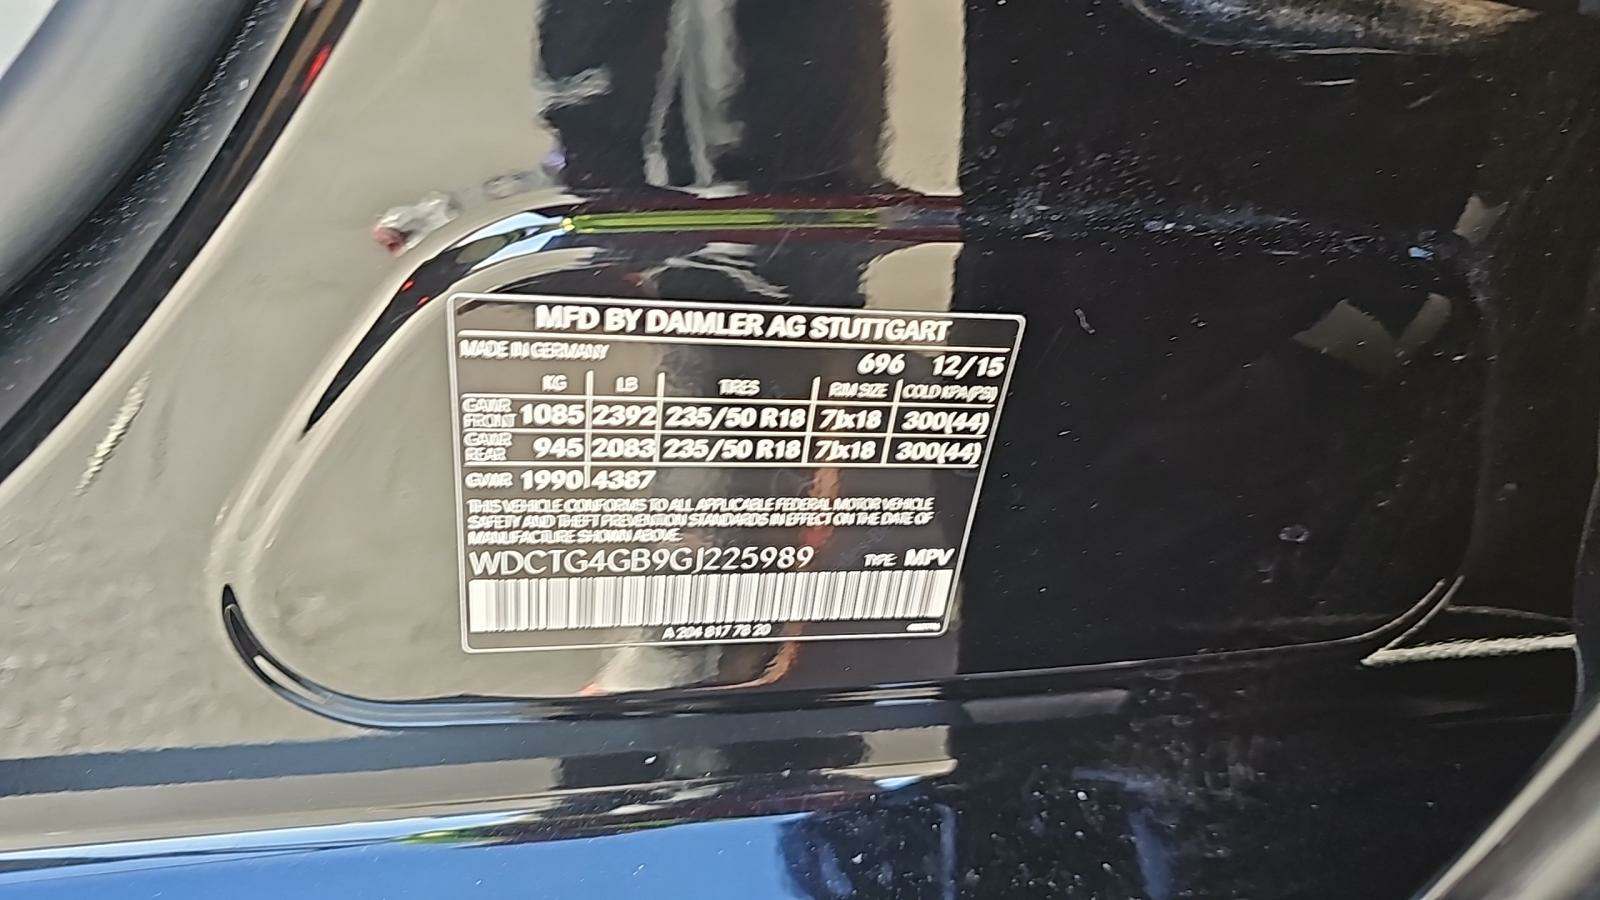 MFD BY DAIMLER AG STUTTGART
MADE IN GERMANY
696 12/15
KG LB TIRES RIM SIZE COLD KPA(PSI)
GAWR FRONT 1085 2392 235/50 R18 7Jx18 300(44)
GAWR REAR 945 2083 235/50 R18 7Jx18 300(44)
GVWR 1990 4387
THIS VEHICLE CONFORMS TO ALL APPLICABLE FEDERAL MOTOR VEHICLE
SAFETY AND THEFT PREVENTION STANDARDS IN EFFECT ON THE DATE OF
MANUFACTURE SHOWN ABOVE.
WDCTG4GB9GJ225989 TYPE: MPV
A 204 817 78 20